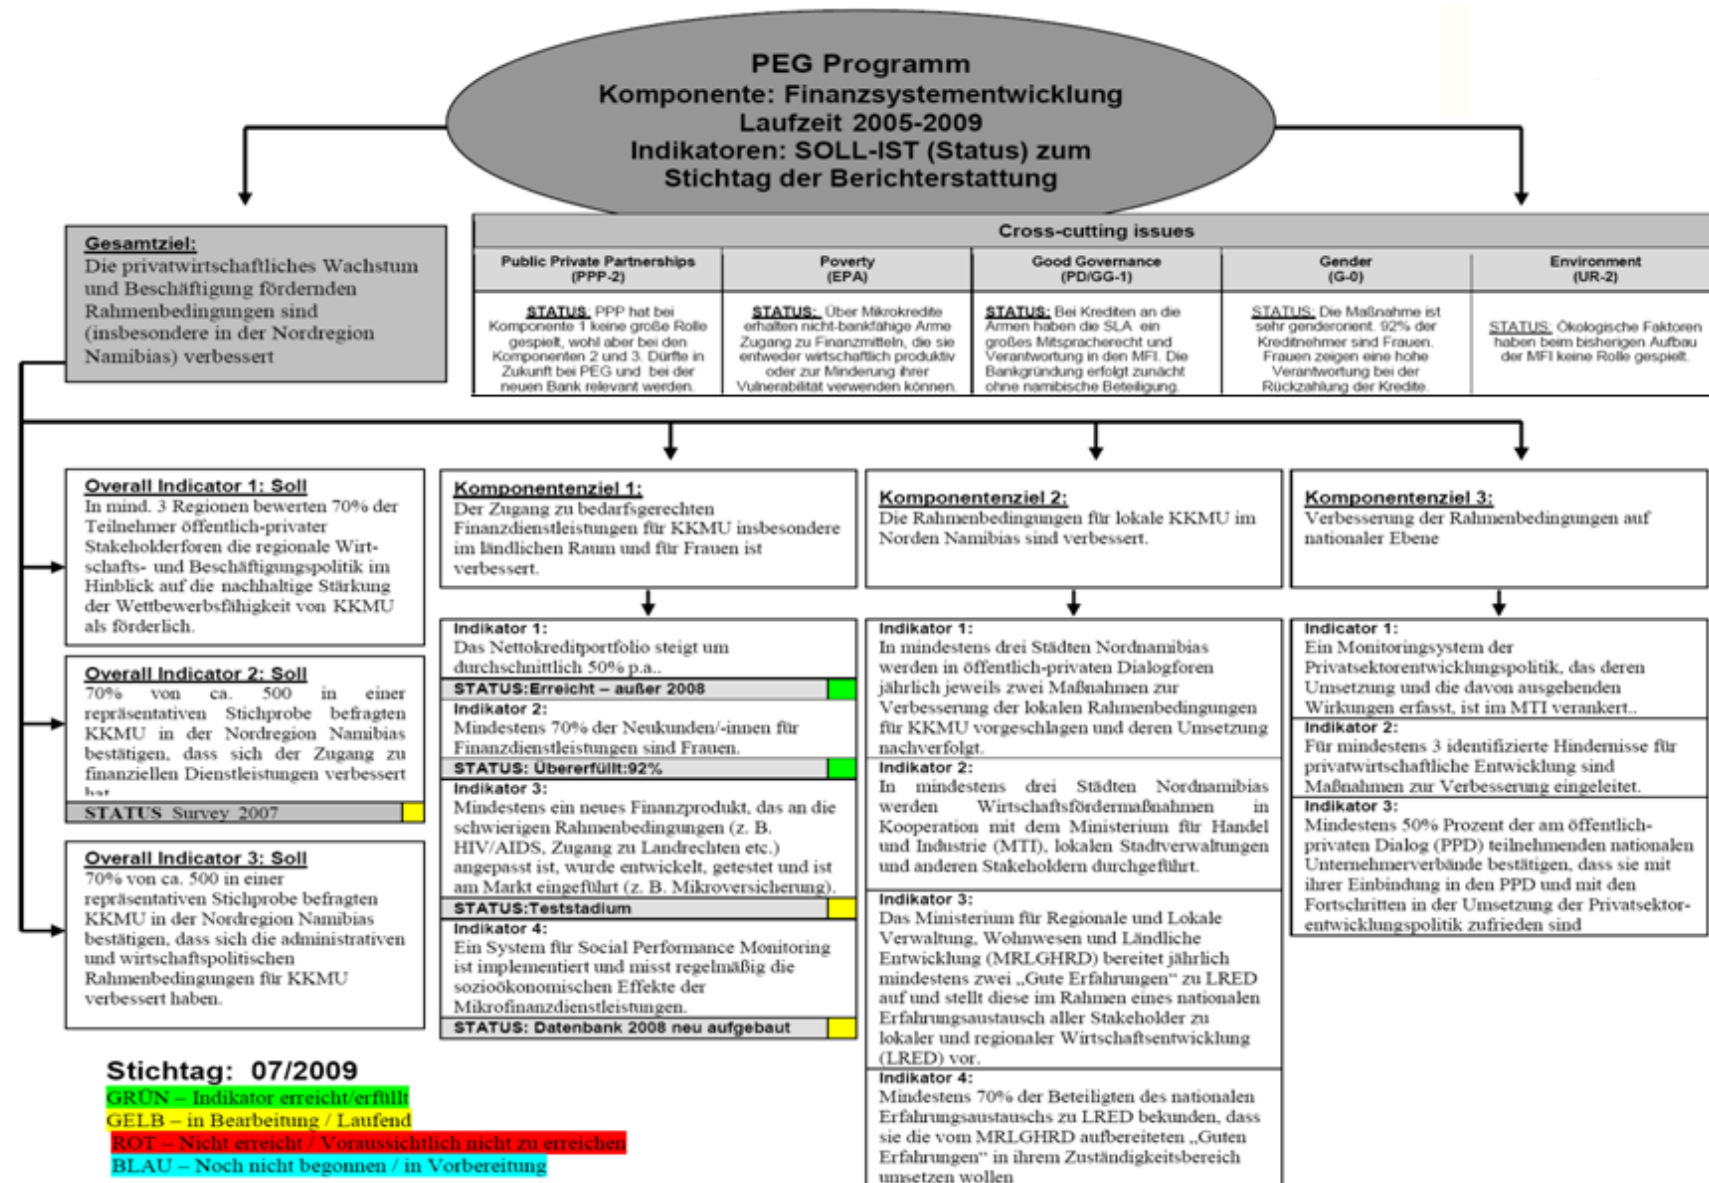 PEG Programm
Komponente: Finanzsystementwicklung
Laufzeit 2005-2009
Indikatoren: SOLL-IST (Status) zum
Stichtag der Berichterstattung
Gesamtziel:
Die privatwirtschaftliches Wachstum
und Beschäftigung fördernden
Rahmenbedingungen sind
(insbesondere in der Nordregion
Namibias) verbessert
Cross-cutting issues
Public Private Partnerships
(PPP-2)
STATUS: PPP hat bei
Komponente 1 keine große Rolle
gespielt, wohl aber bei den
Komponenten 2 und 3. Dürfte in
Zukunft bei PEG und bei der
neuen Bank relevant werden.
Poverty
(EPA)
STATUS: Über Mikrokredite
erhalten nicht-bankfähige Arme
Zugang zu Finanzmitteln, die sie
entweder wirtschaftlich produktiv
oder zur Minderung ihrer
Vulnerabilität verwenden können.
Good Governance
(PD/GG-1)
STATUS: Bei Krediten an die
Armen haben die SLA ein
großes Mitspracherecht und
Verantwortung in den MFI. Die
Bankgründung erfolgt zunächt
ohne namibische Beteiligung.
Gender
(G-0)
STATUS: Die Maßnahme ist
sehr genderorient. 92% der
Kreditnehmer sind Frauen.
Frauen zeigen eine hohe
Verantwortung bei der
Rückzahlung der Kredite.
Environment
(UR-2)
STATUS: Ökologische Faktoren
haben beim bisherigen Aufbau
der MFI keine Rolle gespielt.
Overall Indicator 1: Soll
In mind. 3 Regionen bewerten 70% der
Teilnehmer öffentlich-privater
Stakeholderforen die regionale Wirt-
schafts- und Beschäftigungspolitik im
Hinblick auf die nachhaltige Stärkung
der Wettbewerbsfähigkeit von KKMU
als förderlich.
Overall Indicator 2: Soll
70% von ca. 500 in einer
repräsentativen Stichprobe befragten
KKMU in der Nordregion Namibias
bestätigen, dass sich der Zugang zu
finanziellen Dienstleistungen verbessert
STATUS Survey 2007
Overall Indicator 3: Soll
70% von ca. 500 in einer
repräsentativen Stichprobe befragten
KKMU in der Nordregion Namibias
bestätigen, dass sich die administrativen
und wirtschaftspolitischen
Rahmenbedingungen für KKMU
verbessert haben.
Komponentenziel 1:
Der Zugang zu bedarfsgerechten
Finanzdienstleistungen für KKMU insbesondere
im ländlichen Raum und für Frauen ist
verbessert.
Indikator 1:
Das Nettokreditportfolio steigt um
durchschnittlich 50% p.a..
STATUS:Erreicht – außer 2008
Indikator 2:
Mindestens 70% der Neukunden/-innen für
Finanzdienstleistungen sind Frauen.
STATUS: Übererfüllt:92%
Indikator 3:
Mindestens ein neues Finanzprodukt, das an die
schwierigen Rahmenbedingungen (z. B.
HIV/AIDS, Zugang zu Landrechten etc.)
angepasst ist, wurde entwickelt, getestet und ist
am Markt eingeführt (z. B. Mikroversicherung).
STATUS:Teststadium
Indikator 4:
Ein System für Social Performance Monitoring
ist implementiert und misst regelmäßig die
sozioökonomischen Effekte der
Mikrofinanzdienstleistungen.
STATUS: Datenbank 2008 neu aufgebaut
Komponentenziel 2:
Die Rahmenbedingungen für lokale KKMU im
Norden Namibias sind verbessert.
Indikator 1:
In mindestens drei Städten Nordnamibias
werden in öffentlich-privaten Dialogforen
jährlich jeweils zwei Maßnahmen zur
Verbesserung der lokalen Rahmenbedingungen
für KKMU vorgeschlagen und deren Umsetzung
nachverfolgt.
Indikator 2:
In mindestens drei Städten Nordnamibias
werden Wirtschaftsfördermaßnahmen in
Kooperation mit dem Ministerium für Handel
und Industrie (MTI), lokalen Stadtverwaltungen
und anderen Stakeholdern durchgeführt.
Indikator 3:
Das Ministerium für Regionale und Lokale
Verwaltung, Wohnwesen und Ländliche
Entwicklung (MRLGHRD) bereitet jährlich
mindestens zwei „Gute Erfahrungen“ zu LRED
auf und stellt diese im Rahmen eines nationalen
Erfahrungsaustausch aller Stakeholder zu
lokaler und regionaler Wirtschaftsentwicklung
(LRED) vor.
Indikator 4:
Mindestens 70% der Beteiligten des nationalen
Erfahrungsaustauschs zu LRED bekunden, dass
sie die vom MRLGHRD aufbereiteten „Guten
Erfahrungen“ in ihrem Zuständigkeitsbereich
umsetzen wollen
Komponentenziel 3:
Verbesserung der Rahmenbedingungen auf
nationaler Ebene
Indicator 1:
Ein Monitoringsystem der
Privatsektorentwicklungspolitik, das deren
Umsetzung und die davon ausgehenden
Wirkungen erfasst, ist im MTI verankert..
Indikator 2:
Für mindestens 3 identifizierte Hindernisse für
privatwirtschaftliche Entwicklung sind
Maßnahmen zur Verbesserung eingeleitet.
Indikator 3:
Mindestens 50% Prozent der am öffentlich-
privaten Dialog (PPD) teilnehmenden nationalen
Unternehmerverbände bestätigen, dass sie mit
ihrer Einbindung in den PPD und mit den
Fortschritten in der Umsetzung der Privatsektor-
entwicklungspolitik zufrieden sind
Stichtag: 07/2009
GRÜN – Indikator erreicht/erfüllt
GELB – in Bearbeitung / Laufend
ROT – Nicht erreicht / Voraussichtlich nicht zu erreichen
BLAU – Noch nicht begonnen / in Vorbereitung